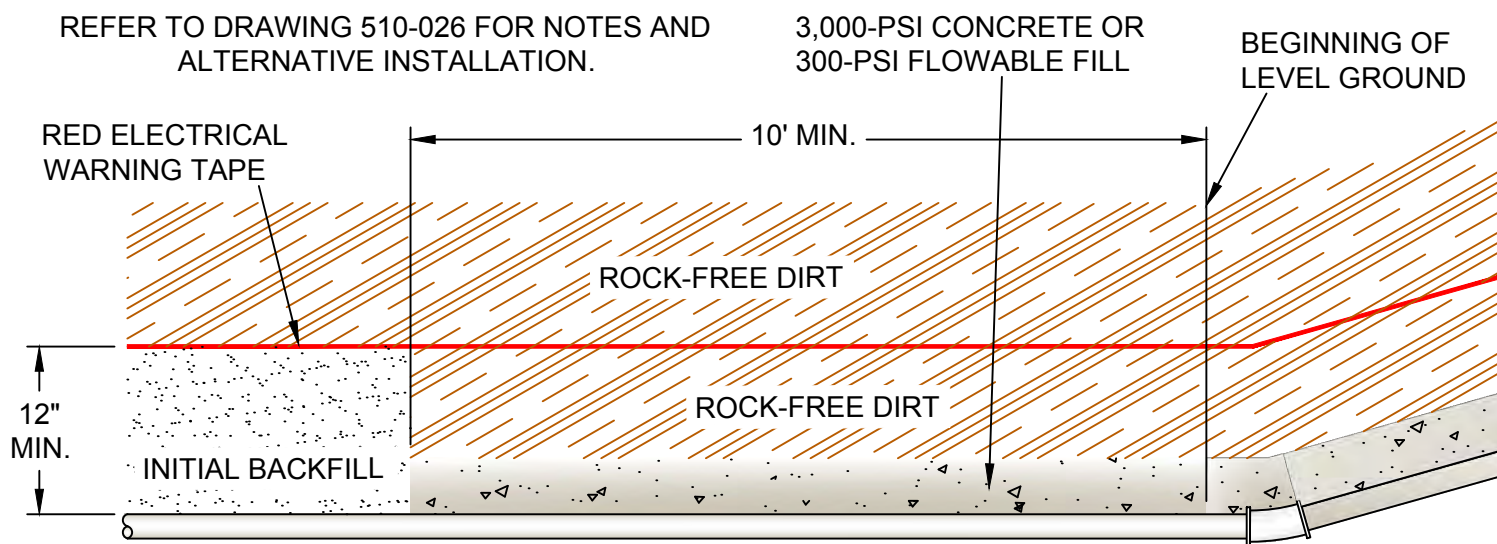 REFER TO DRAWING 510-026 FOR NOTES AND
ALTERNATIVE INSTALLATION.
3,000-PSI CONCRETE OR
300-PSI FLOWABLE FILL
BEGINNING OF
LEVEL GROUND
RED ELECTRICAL
WARNING TAPE
10' MIN.
ROCK-FREE DIRT
12"
MIN.
ROCK-FREE DIRT
INITIAL BACKFILL